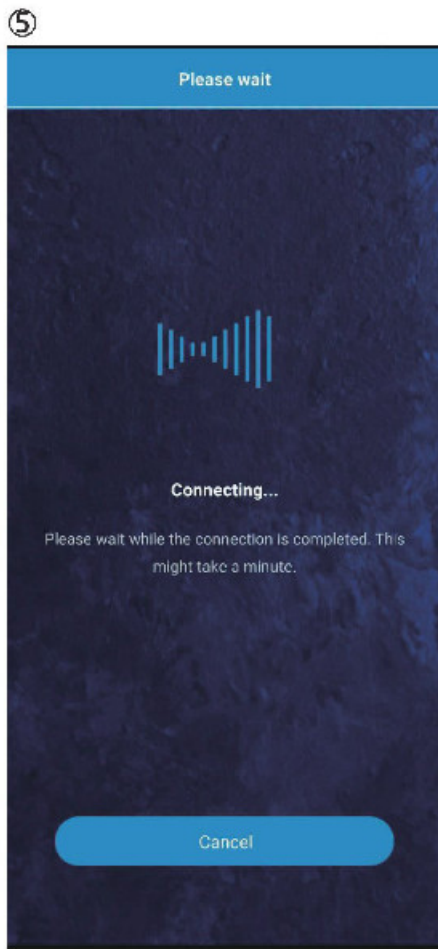 ⑤
Please wait
Connecting...
Please wait while the connection is completed. This
might take a minute.
Cancel